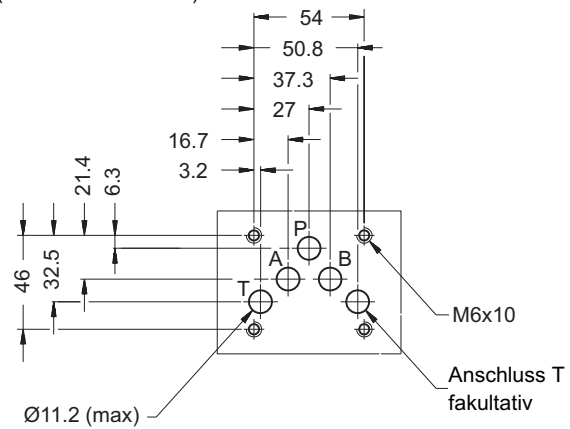 54
50.8
37.3
27
16.7
3.2
21.4
6.3
46
32.5
P
A
B
T
M6x10
Anschluss T
fakultativ
Ø11.2 (max)